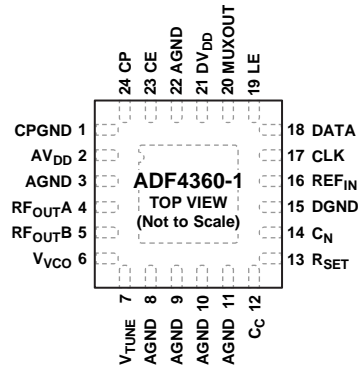 24 CP
23 CE
22 AGND
21 DVDD
20 MUXOUT
19 LE
CPGND 1
AVDD 2
AGND 3
RFOUTA 4
RFOUTB 5
VVCO 6
ADF4360-1
TOP VIEW
(Not to Scale)
18 DATA
17 CLK
16 REFIN
15 DGND
14 CN
13 RSET
VTUNE 7
AGND 8
AGND 9
AGND 10
AGND 11
CC 12